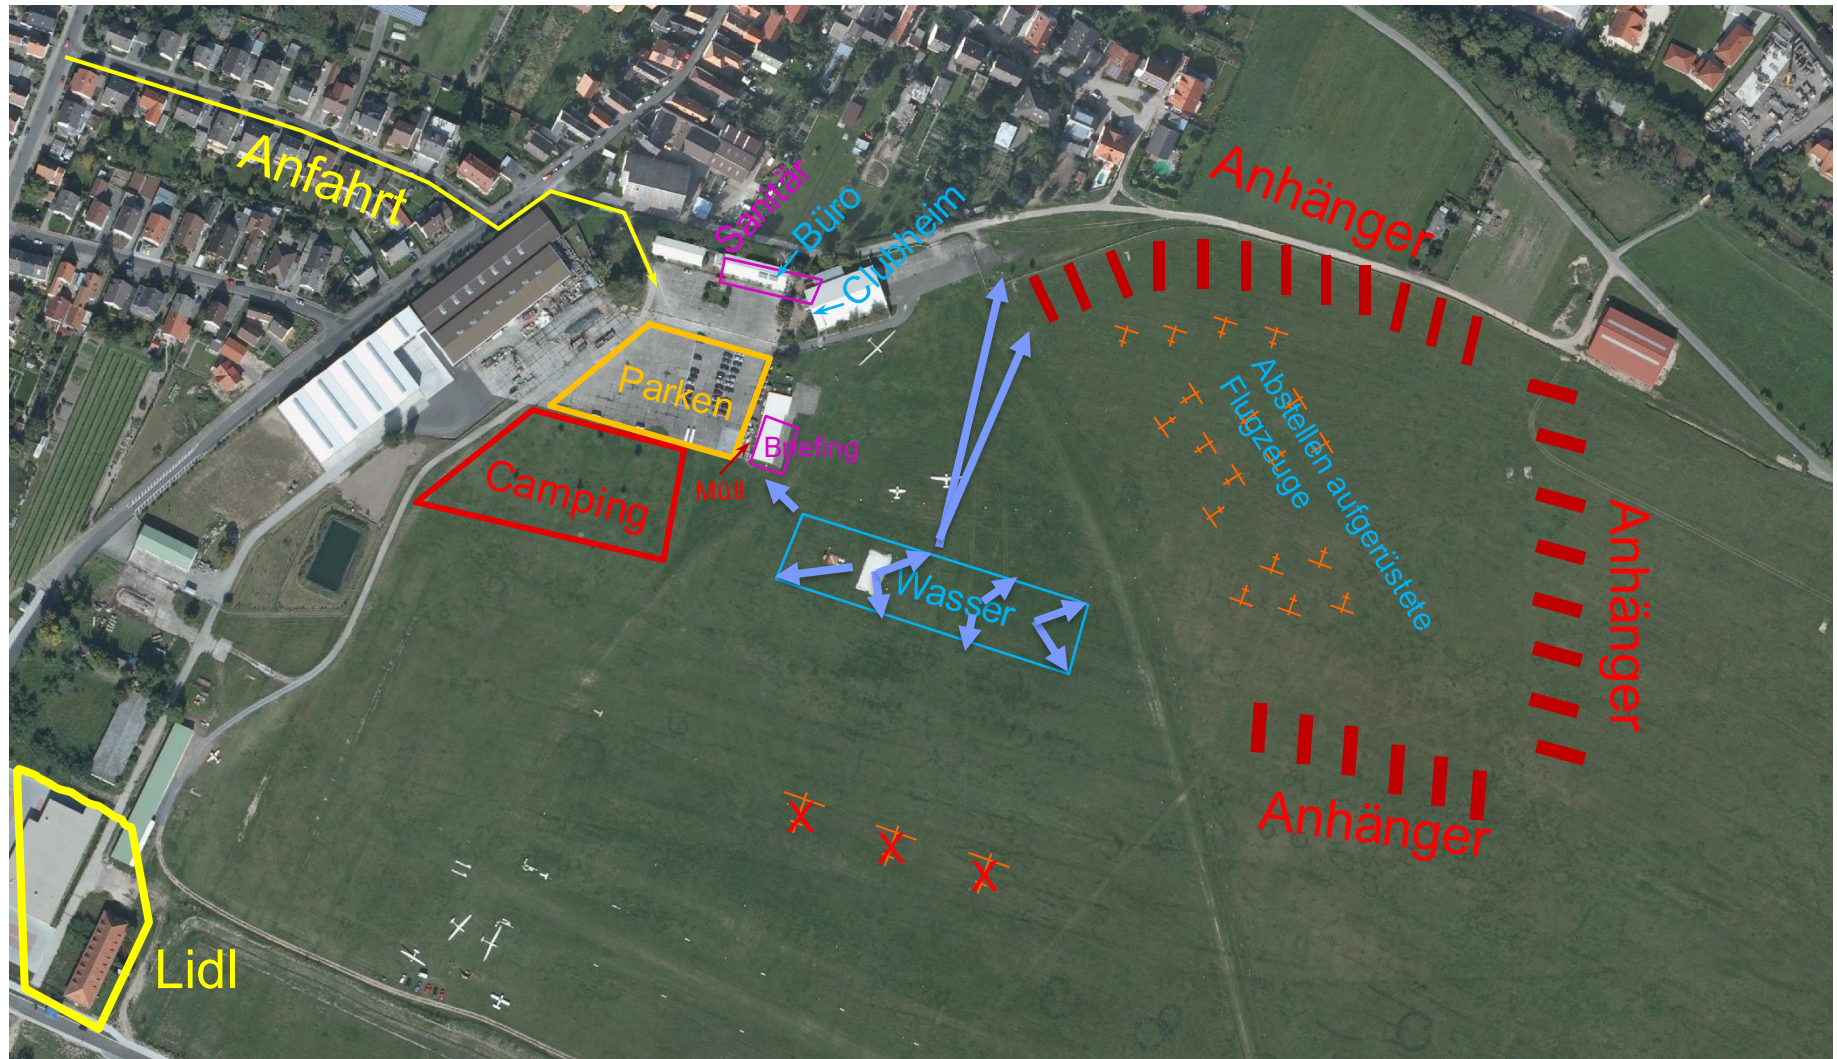 Anfahrt
Sanitär
Büro
Clubheim
Anhänger
Parken
Briefing
Müll
Camping
Wasser
Abstellen aufgerüstete
Flugzeuge
Anhänger
Anhänger
X
X
X
Lidl